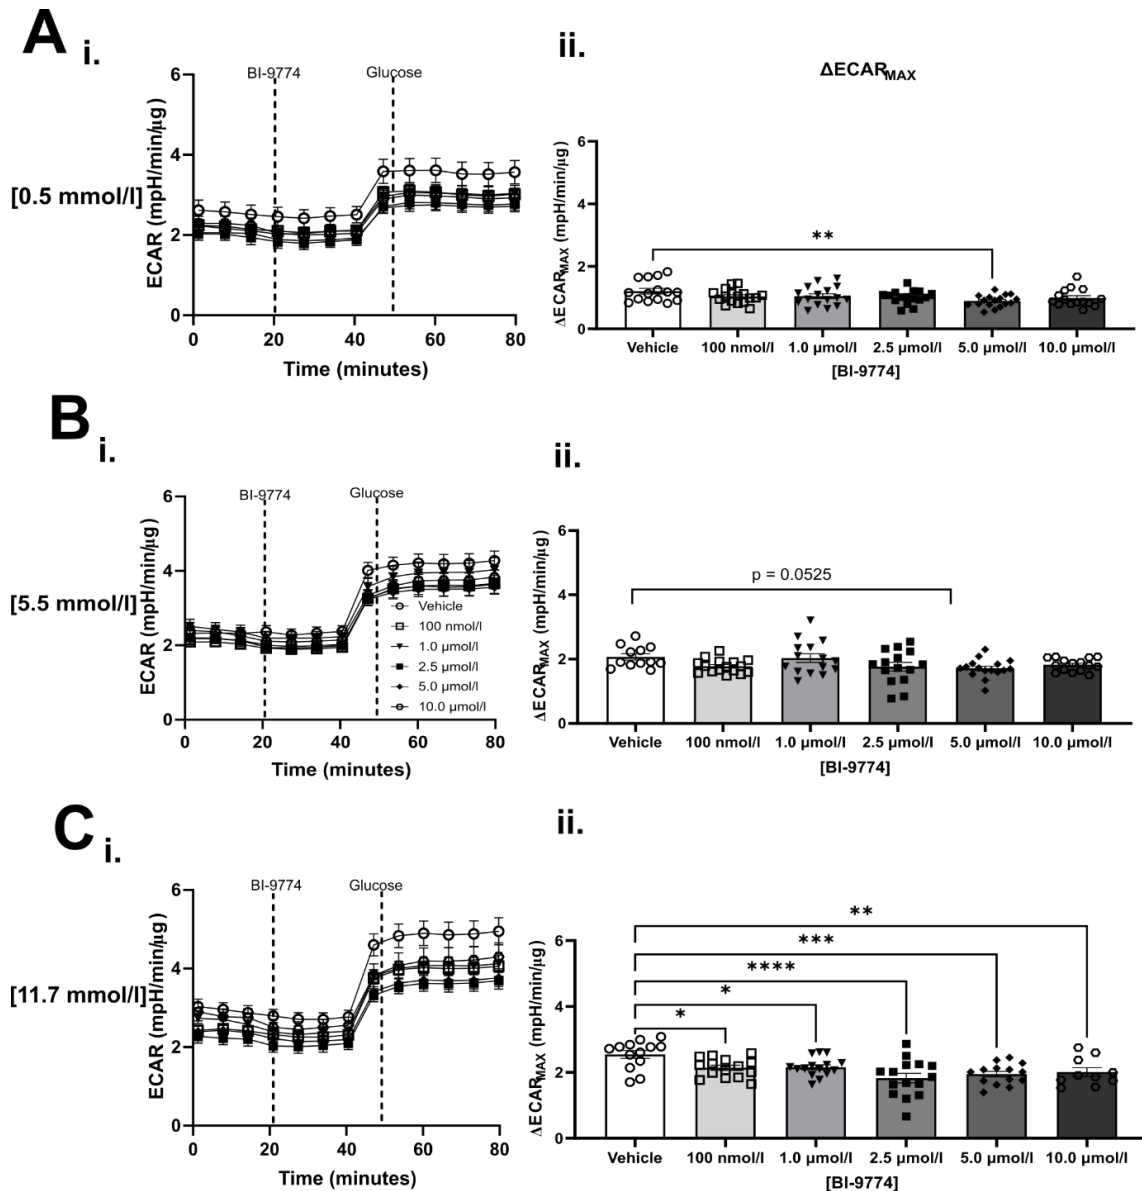 A
i.
ii.
ΔECAR_MAX
[0.5 mmol/l]
ECAR (mpH/min/μg)
BI-9774
Glucose
6
4
2
0
0 20 40 60 80
Time (minutes)
ΔECAR_MAX (mpH/min/μg)
6
4
2
0
**
Vehicle 100 nmol/l 1.0 μmol/l 2.5 μmol/l 5.0 μmol/l 10.0 μmol/l
[BI-9774]
B
i.
ii.
[5.5 mmol/l]
ECAR (mpH/min/μg)
BI-9774
Glucose
6
4
2
0
Vehicle
100 nmol/l
1.0 μmol/l
2.5 μmol/l
5.0 μmol/l
10.0 μmol/l
0 20 40 60 80
Time (minutes)
ΔECAR_MAX (mpH/min/μg)
6
4
2
0
p = 0.0525
Vehicle 100 nmol/l 1.0 μmol/l 2.5 μmol/l 5.0 μmol/l 10.0 μmol/l
[BI-9774]
C
i.
ii.
[11.7 mmol/l]
ECAR (mpH/min/μg)
BI-9774
Glucose
6
4
2
0
0 20 40 60 80
Time (minutes)
ΔECAR_MAX (mpH/min/μg)
6
4
2
0
**
***
****
*
*
Vehicle 100 nmol/l 1.0 μmol/l 2.5 μmol/l 5.0 μmol/l 10.0 μmol/l
[BI-9774]